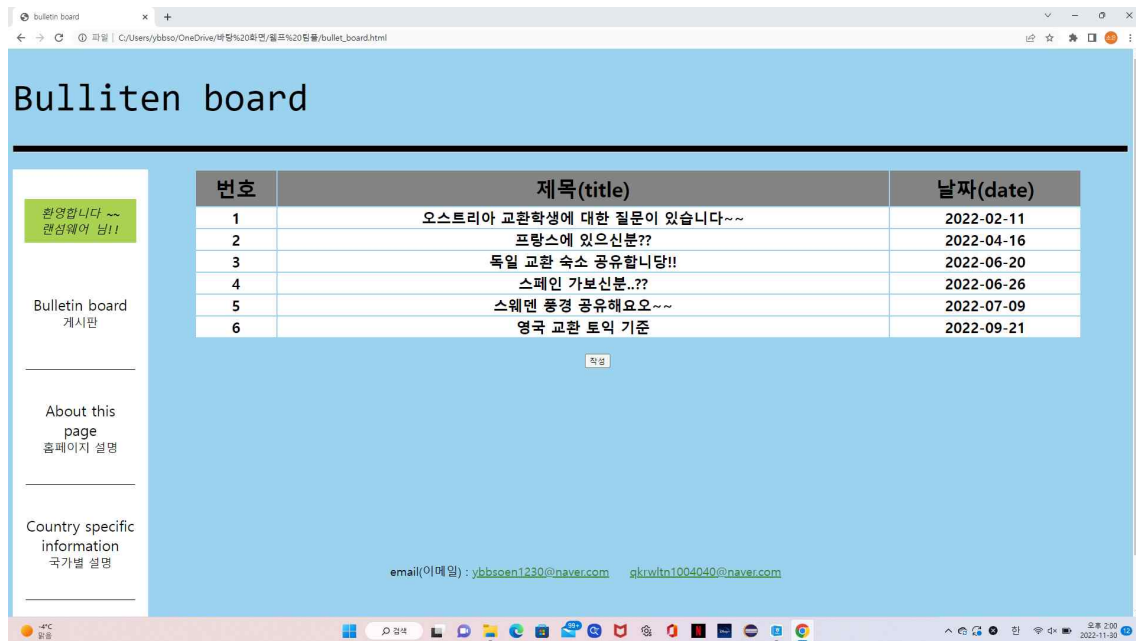 bulletin board
파일 C:/Users/ybbso/OneDrive/바탕%20화면/웹프%20팀플/bullet_board.html
Bulliten board
환영합니다 ~~
랜섬웨어 님!!
Bulletin board
게시판
About this
page
홈페이지 설명
Country specific
information
국가별 설명
번호 제목(title) 날짜(date)
1 오스트리아 교환학생에 대한 질문이 있습니다~~ 2022-02-11
2 프랑스에 있으신분?? 2022-04-16
3 독일 교환 숙소 공유합니당!! 2022-06-20
4 스페인 가보신분..?? 2022-06-26
5 스웨덴 풍경 공유해요오~~ 2022-07-09
6 영국 교환 토익 기준 2022-09-21
작성
email(이메일) : ybbsoen1230@naver.com qkrwltn1004040@naver.com
-4°C
맑음
검색
99+
한
오후 2:00
2022-11-30
12